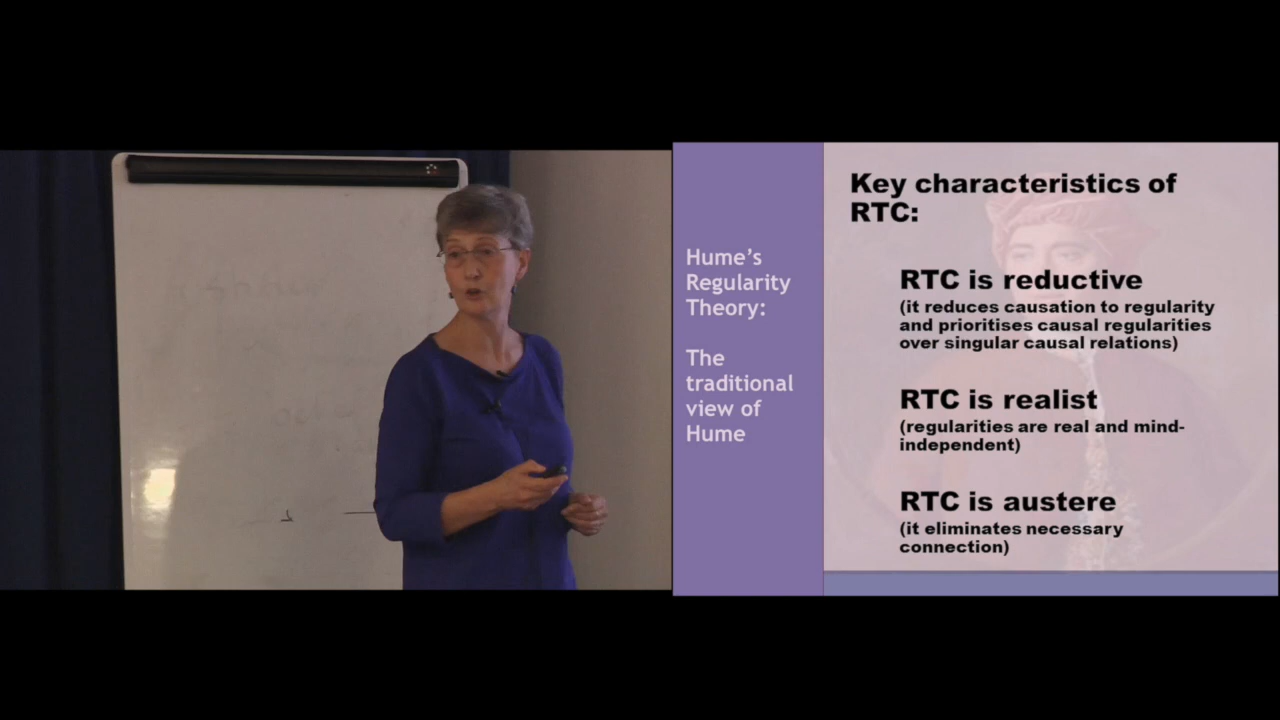 Hume's
Regularity
Theory:
The
traditional
view of
Hume
Key characteristics of
RTC:
RTC is reductive
(it reduces causation to regularity
and prioritises causal regularities
over singular causal relations)
RTC is realist
(regularities are real and mind-
independent)
RTC is austere
(it eliminates necessary
connection)